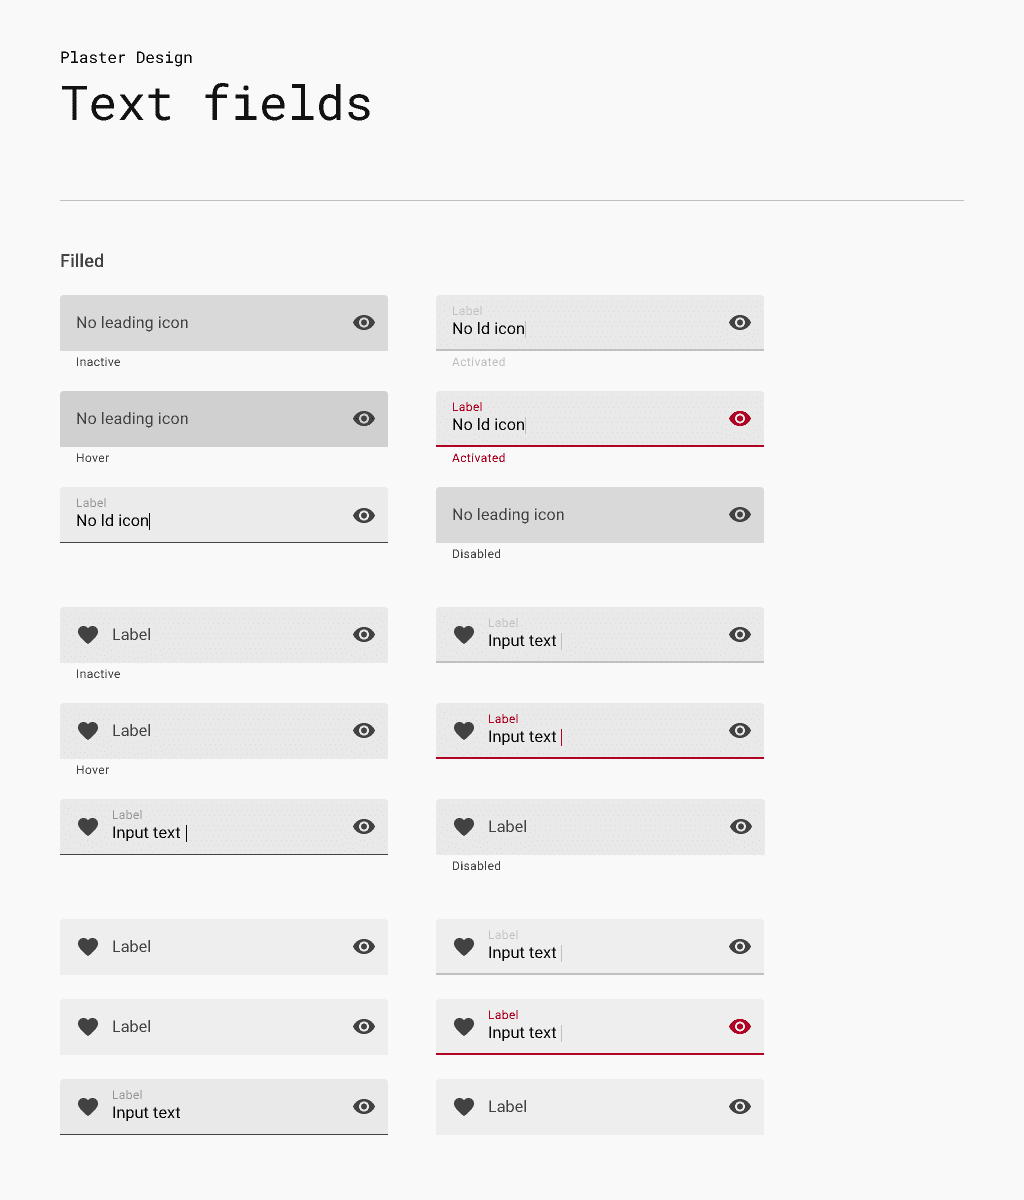 Plaster Design
Text fields
Filled
No leading icon
Inactive
Label
No ld icon
Activated
No leading icon
Hover
Label
No ld icon
Activated
Label
No ld icon
No leading icon
Disabled
Label
Inactive
Label
Input text
Label
Hover
Label
Input text
Label
Input text
Label
Disabled
Label
Label
Input text
Label
Label
Input text
Label
Input text
Label